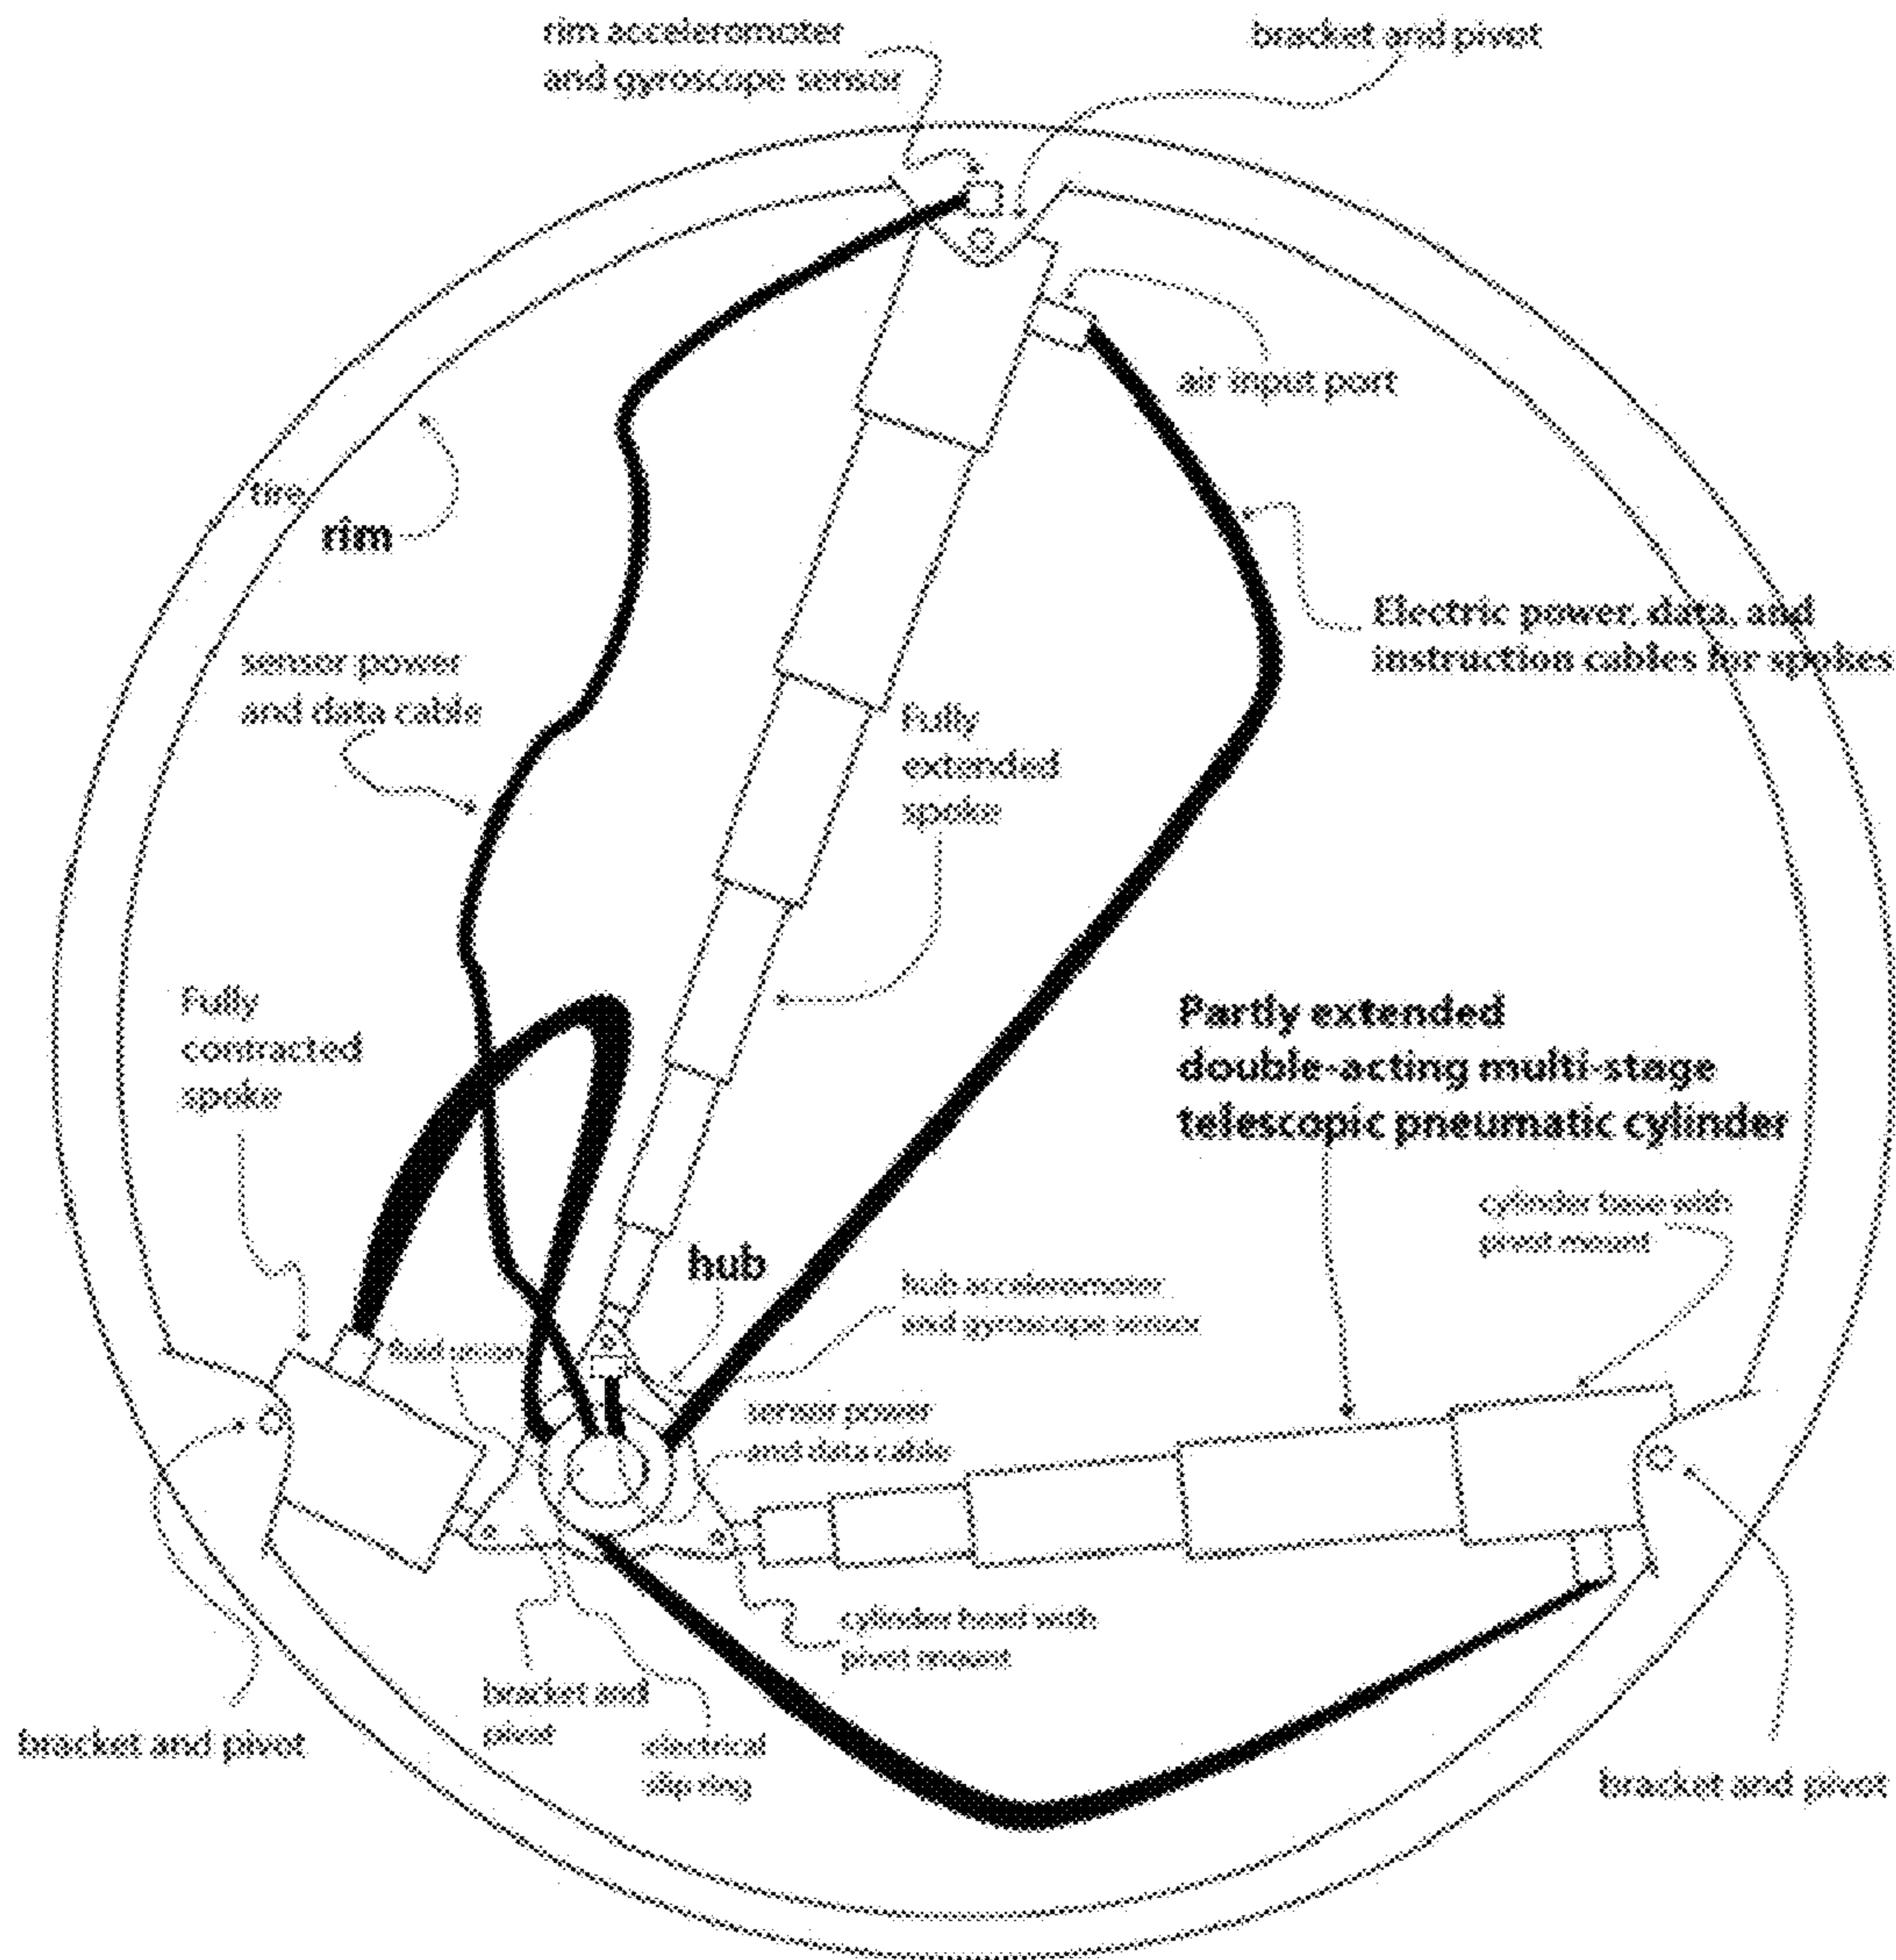 rim accelerometer
and gyroscope sensor
bracket and pivot
air input port
tire
rim
Electric power, data, and
instruction cables for spokes
sensor power
and data cable
Fully
extended
spoke
Fully
contracted
spoke
Partly extended
double-acting multi-stage
telescopic pneumatic cylinder
cylinder base with
pivot mount
hub
hub accelerometer
and gyroscope sensor
fluid union
sensor power
and data cable
cylinder head with
pivot mount
bracket and
pivot
electrical
slip ring
bracket and pivot
bracket and pivot